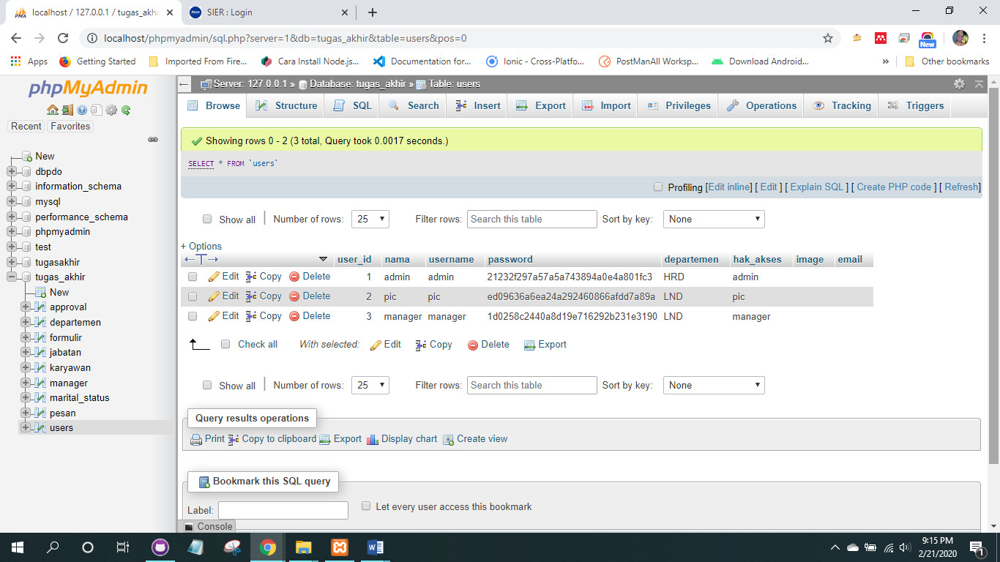 localhost / 127.0.0.1 / tugas_akhi
SIER : Login
localhost/phpmyadmin/sql.php?server=1&db=tugas_akhir&table=users&pos=0
New
Apps Getting Started Imported From Fire... Cara Install Node.js... Documentation for... Ionic - Cross-Platfo... PostManAll Worksp... Download Android... » Other bookmarks
phpMyAdmin
Recent Favorites
New
dbpdo
information_schema
mysql
performance_schema
phpmyadmin
test
tugasakhir
tugas_akhir
New
approval
departemen
formulir
jabatan
karyawan
manager
marital_status
pesan
users
Server: 127.0.0.1 » Database: tugas_akhir » Table: users
Browse Structure SQL Search Insert Export Import Privileges Operations Tracking Triggers
Showing rows 0 - 2 (3 total, Query took 0.0017 seconds.)
SELECT * FROM `users`
Profiling [Edit inline] [ Edit ] [ Explain SQL ] [ Create PHP code ] [ Refresh]
Show all | Number of rows: 25 Filter rows: Search this table Sort by key: None
+ Options
user_id nama username password departemen hak_akses image email
Edit Copy Delete 1 admin admin 21232f297a57a5a743894a0e4a801fc3 HRD admin
Edit Copy Delete 2 pic pic ed09636a6ea24a292460866afdd7a89a LND pic
Edit Copy Delete 3 manager manager 1d0258c2440a8d19e716292b231e3190 LND manager
Check all With selected: Edit Copy Delete Export
Show all | Number of rows: 25 Filter rows: Search this table Sort by key: None
Query results operations
Print Copy to clipboard Export Display chart Create view
Bookmark this SQL query
Label: Let every user access this bookmark
Console
9:15 PM
2/21/2020
1